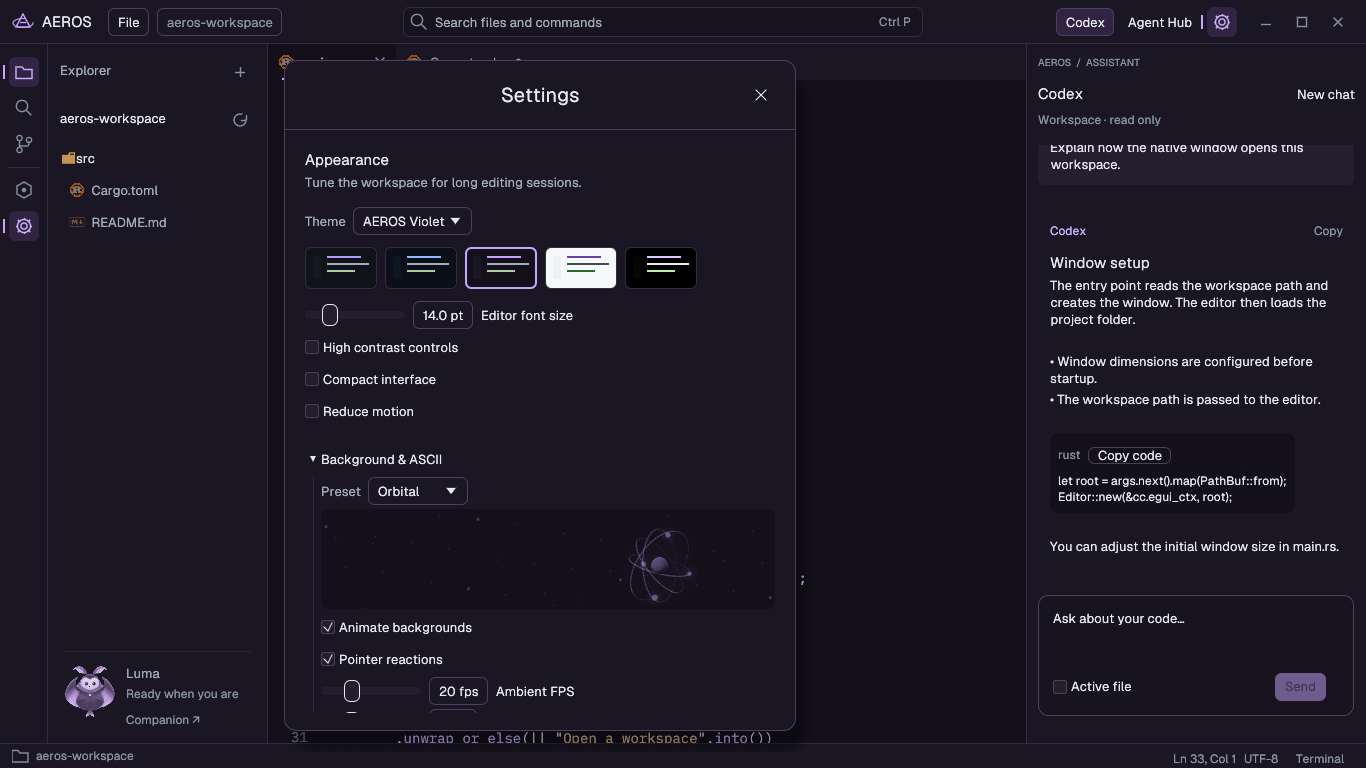 AEROS
File
aeros-workspace
Search files and commands
Ctrl P
Codex
Agent Hub
Explorer
aeros-workspace
src
Cargo.toml
README.md
Luma
Ready when you are
Companion ↗
Settings
Appearance
Tune the workspace for long editing sessions.
Theme
AEROS Violet
14.0 pt
Editor font size
High contrast controls
Compact interface
Reduce motion
Background & ASCII
Preset
Orbital
Animate backgrounds
Pointer reactions
20 fps
Ambient FPS
;
31
.unwrap_or_else(|| "Open a workspace".into())
AEROS / ASSISTANT
Codex
New chat
Workspace · read only
Explain how the native window opens this
workspace.
Codex
Copy
Window setup
The entry point reads the workspace path and
creates the window. The editor then loads the
project folder.
• Window dimensions are configured before
startup.
• The workspace path is passed to the editor.
rust
Copy code
let root = args.next().map(PathBuf::from);
Editor::new(&cc.egui_ctx, root);
You can adjust the initial window size in main.rs.
Ask about your code…
Active file
Send
aeros-workspace
Ln 33, Col 1
UTF-8
Terminal